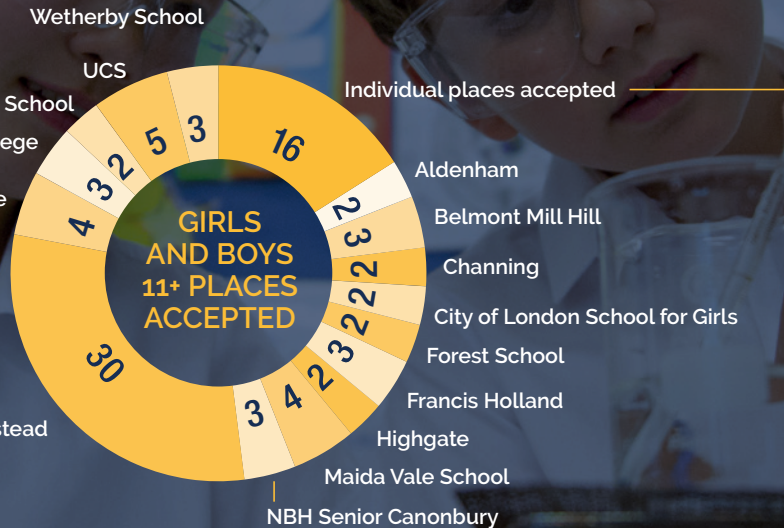 Wetherby School
UCS
School
ege
e
stead
Individual places accepted
Aldenham
Belmont Mill Hill
Channing
City of London School for Girls
Forest School
Francis Holland
Highgate
Maida Vale School
NBH Senior Canonbury
16
2
3
2
2
2
3
2
4
3
30
4
3
2
5
3
GIRLS
AND BOYS
11+ PLACES
ACCEPTED